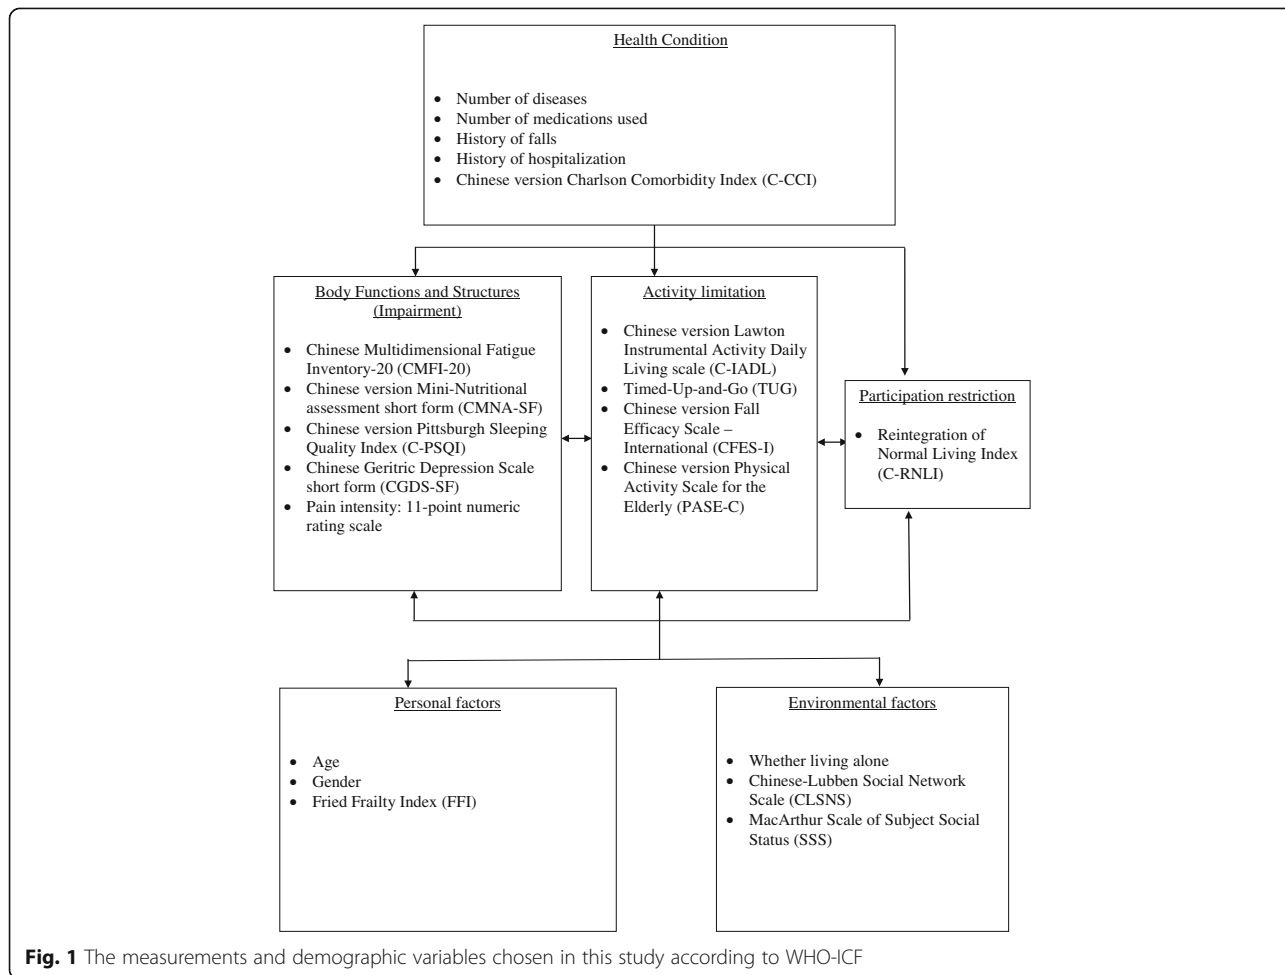 Health Condition
• Number of diseases
• Number of medications used
• History of falls
• History of hospitalization
• Chinese version Charlson Comorbidity Index (C-CCI)
Body Functions and Structures
(Impairment)
• Chinese Multidimensional Fatigue
Inventory-20 (CMFI-20)
• Chinese version Mini-Nutritional
assessment short form (CMNA-SF)
• Chinese version Pittsburgh Sleeping
Quality Index (C-PSQI)
• Chinese Geritric Depression Scale
short form (CGDS-SF)
• Pain intensity: 11-point numeric
rating scale
Activity limitation
• Chinese version Lawton
Instrumental Activity Daily
Living scale (C-IADL)
• Timed-Up-and-Go (TUG)
• Chinese version Fall
Efficacy Scale –
International (CFES-I)
• Chinese version Physical
Activity Scale for the
Elderly (PASE-C)
Participation restriction
• Reintegration of
Normal Living Index
(C-RNLI)
Personal factors
• Age
• Gender
• Fried Frailty Index (FFI)
Environmental factors
• Whether living alone
• Chinese-Lubben Social Network
Scale (CLSNS)
• MacArthur Scale of Subject Social
Status (SSS)
Fig. 1 The measurements and demographic variables chosen in this study according to WHO-ICF